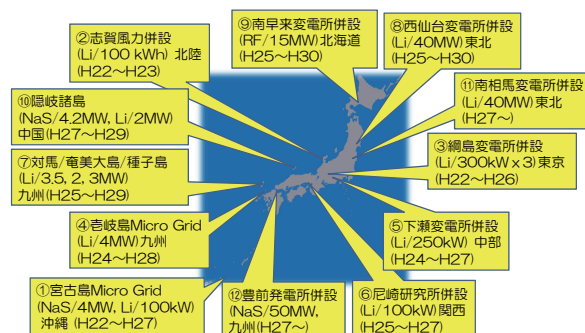 ②志賀風力併設
(Li/100 kWh) 北陸
(H22～H23)
⑨南早来変電所併設
(RF/15MW)北海道
(H25～H30)
⑧西仙台変電所併設
(Li/40MW)東北
(H25～H30)
⑩隠岐諸島
(NaS/4.2MW, Li/2MW)
中国(H27～H29)
⑪南相馬変電所併設
(Li/40MW)東北
(H27～)
⑦対馬/奄美大島/種子島
(Li/3.5, 2, 3MW)
九州(H25～H29)
③綱島変電所併設
(Li/300kW x 3)東京
(H22～H26)
④壱岐島Micro Grid
(Li/4MW)九州
(H24～H28)
⑤下瀬変電所併設
(Li/250kW) 中部
(H24～H27)
①宮古島Micro Grid
(NaS/4MW, Li/100kW)
沖縄 (H22～H27)
⑫豊前発電所併設
(NaS/50MW,
九州(H27～)
⑥尼崎研究所併設
(Li/100kW)関西
(H25～H27)